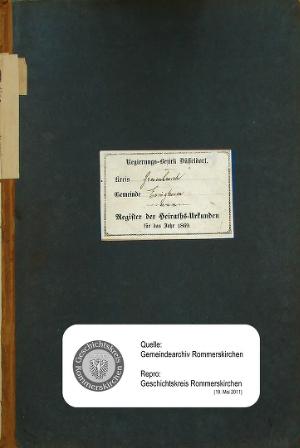 Regierungs-Bezirk Düsseldorf.
Kreis Grevenbroich
Gemeinde
Register der Heiraths-Urkunden
für das Jahr 1869.
Geschichtskreis
Rommerskirchen
Quelle:
Gemeindearchiv Rommerskirchen
Repro:
Geschichtskreis Rommerskirchen
(19. Mai 2011)